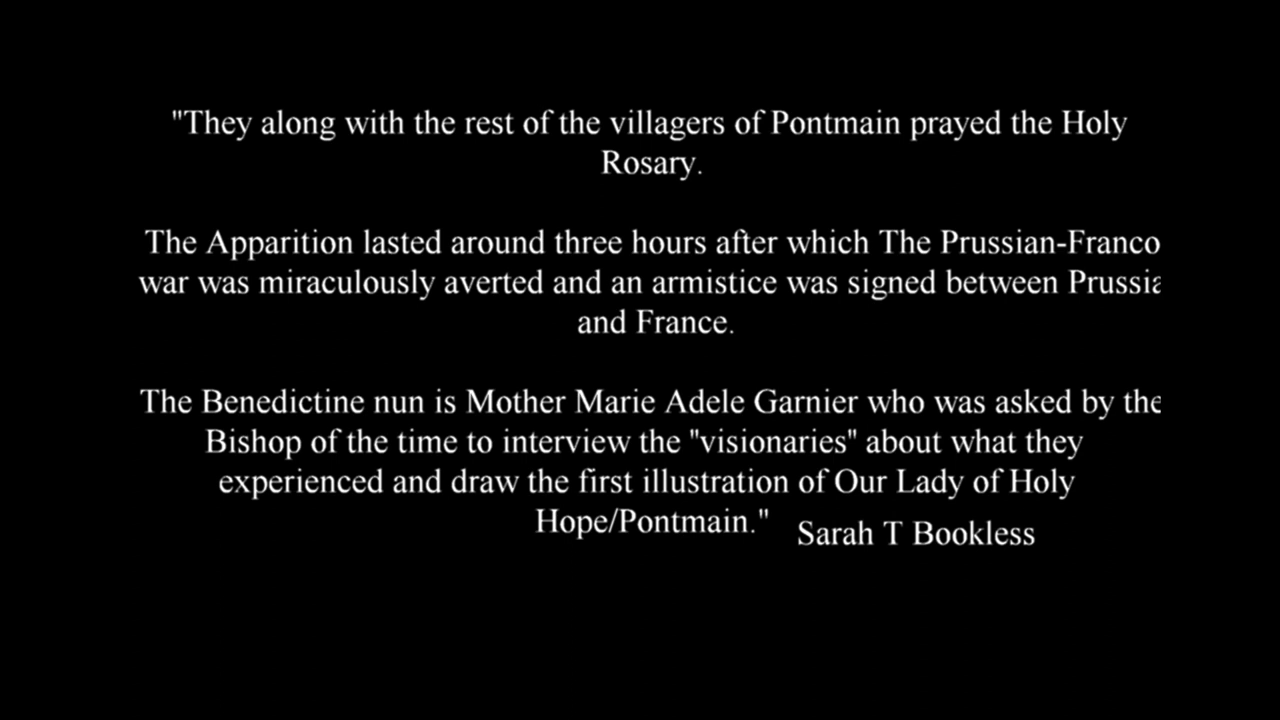 "They along with the rest of the villagers of Pontmain prayed the Holy
Rosary.
The Apparition lasted around three hours after which The Prussian-Franco
war was miraculously averted and an armistice was signed between Prussia
and France.
The Benedictine nun is Mother Marie Adele Garnier who was asked by the
Bishop of the time to interview the "visionaries" about what they
experienced and draw the first illustration of Our Lady of Holy
Hope/Pontmain."
Sarah T Bookless